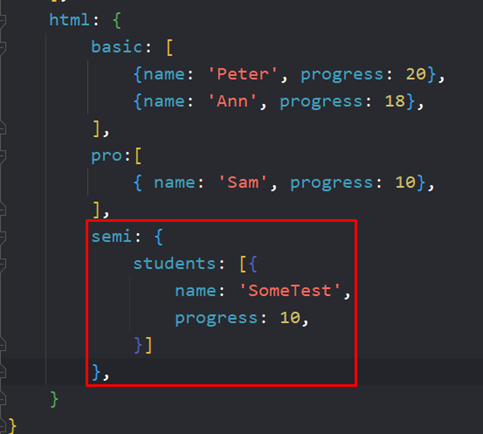 html: {
basic: [
{name: 'Peter', progress: 20},
{name: 'Ann', progress: 18},
],
pro:[
{ name: 'Sam', progress: 10},
],
semi: {
students: [{
name: 'SomeTest',
progress: 10,
}]
},
}
}